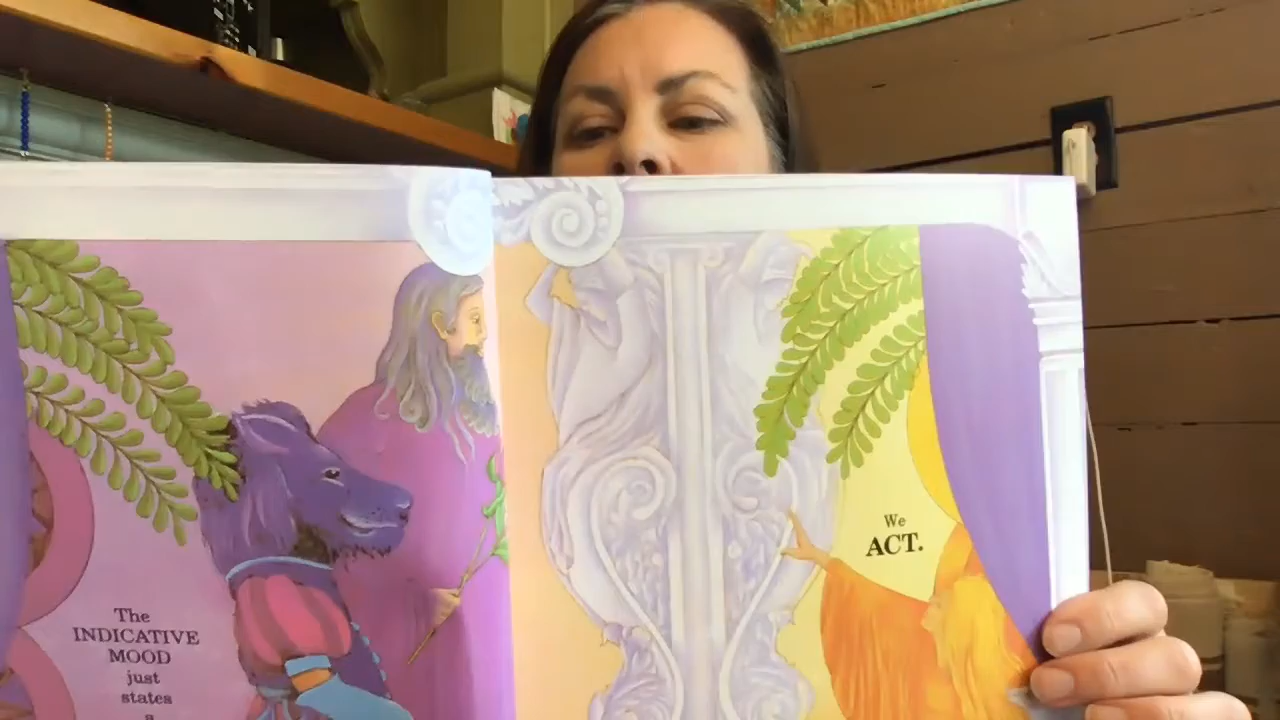 The
INDICATIVE
MOOD
just
states
a
We
ACT.